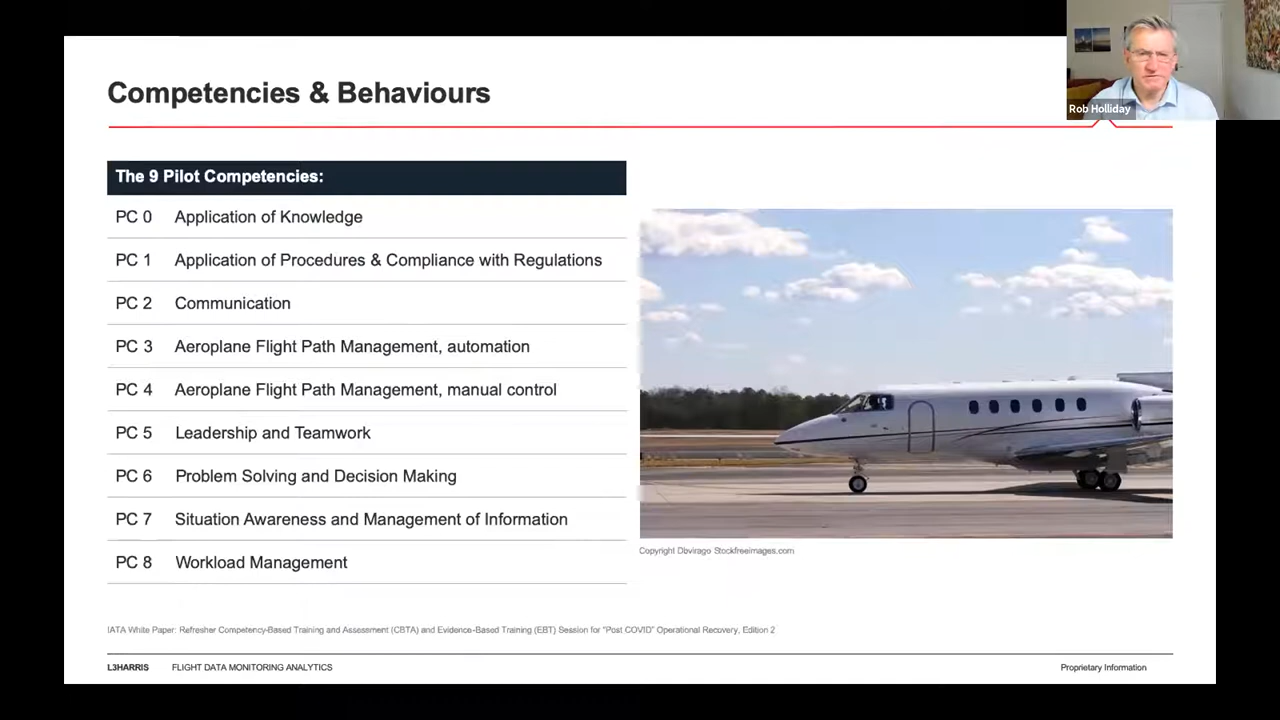 Competencies & Behaviours
Rob Holliday
The 9 Pilot Competencies:
PC 0 Application of Knowledge
PC 1 Application of Procedures & Compliance with Regulations
PC 2 Communication
PC 3 Aeroplane Flight Path Management, automation
PC 4 Aeroplane Flight Path Management, manual control
PC 5 Leadership and Teamwork
PC 6 Problem Solving and Decision Making
PC 7 Situation Awareness and Management of Information
PC 8 Workload Management
Copyright Dbvirago Stockfreeimages.com
IATA White Paper: Refresher Competency-Based Training and Assessment (CBTA) and Evidence-Based Training (EBT) Session for "Post COVID" Operational Recovery, Edition 2
L3HARRIS FLIGHT DATA MONITORING ANALYTICS
Proprietary Information